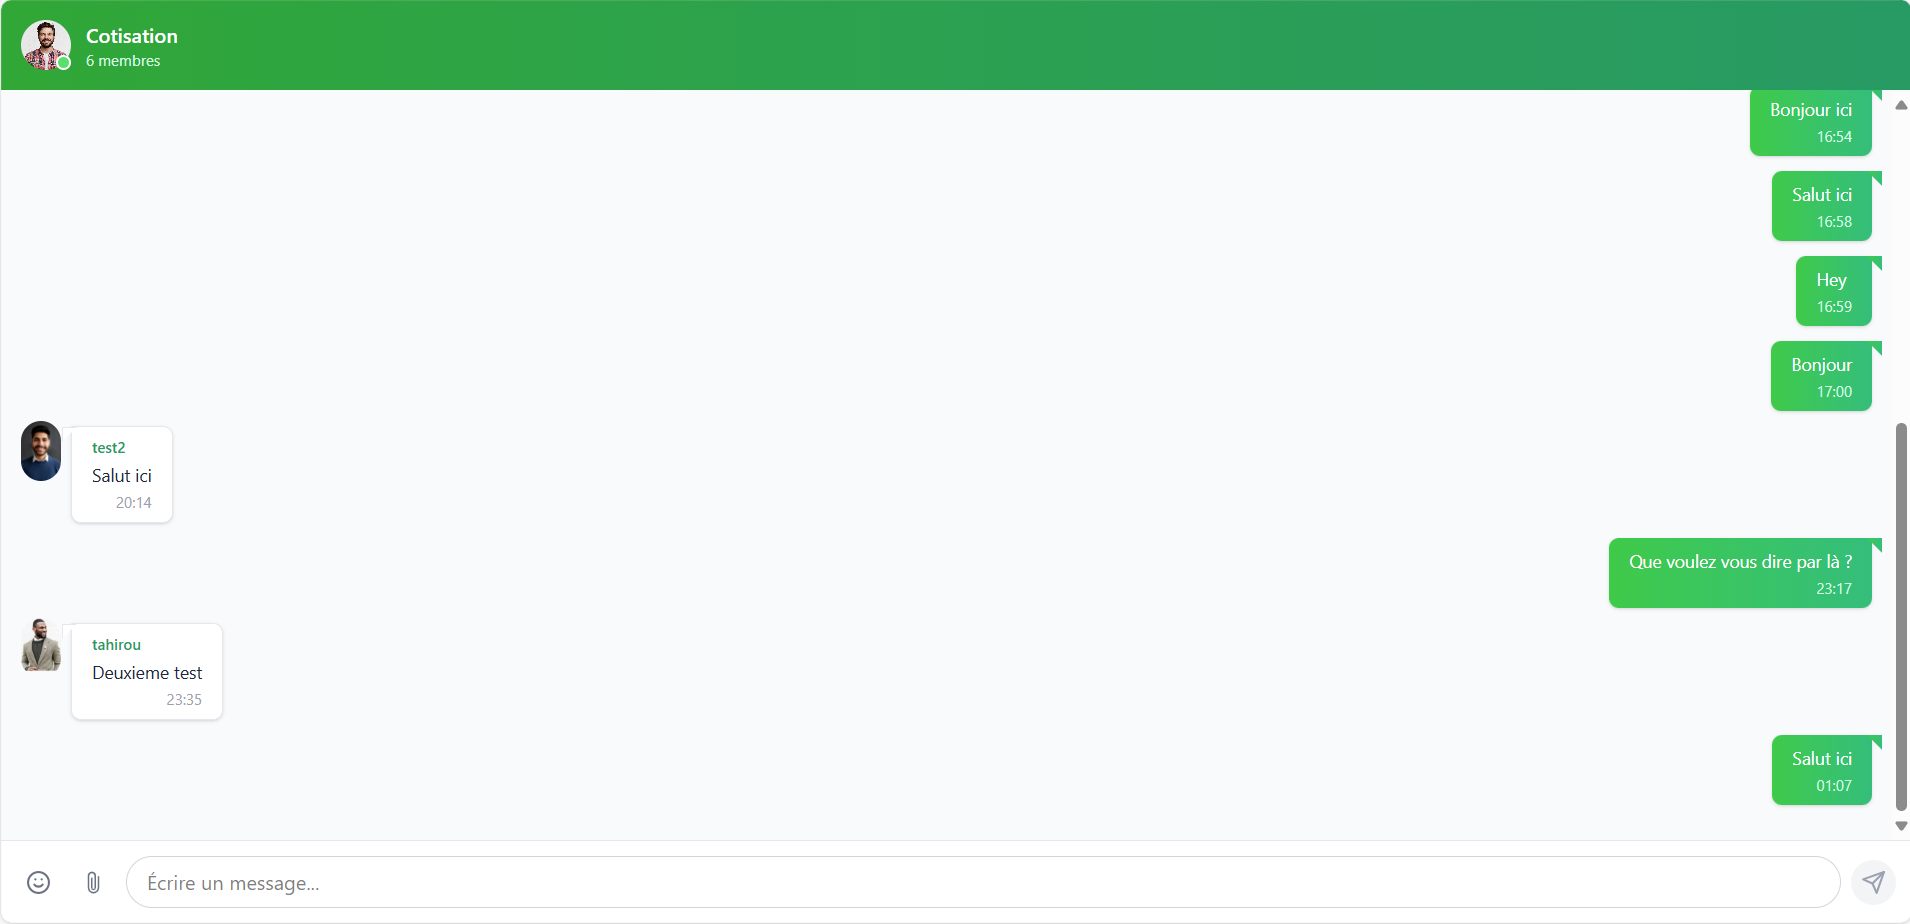 Cotisation
6 membres
Bonjour ici
16:54
Salut ici
16:58
Hey
16:59
Bonjour
17:00
test2
Salut ici
20:14
Que voulez vous dire par là ?
23:17
tahirou
Deuxieme test
23:35
Salut ici
01:07
Écrire un message...